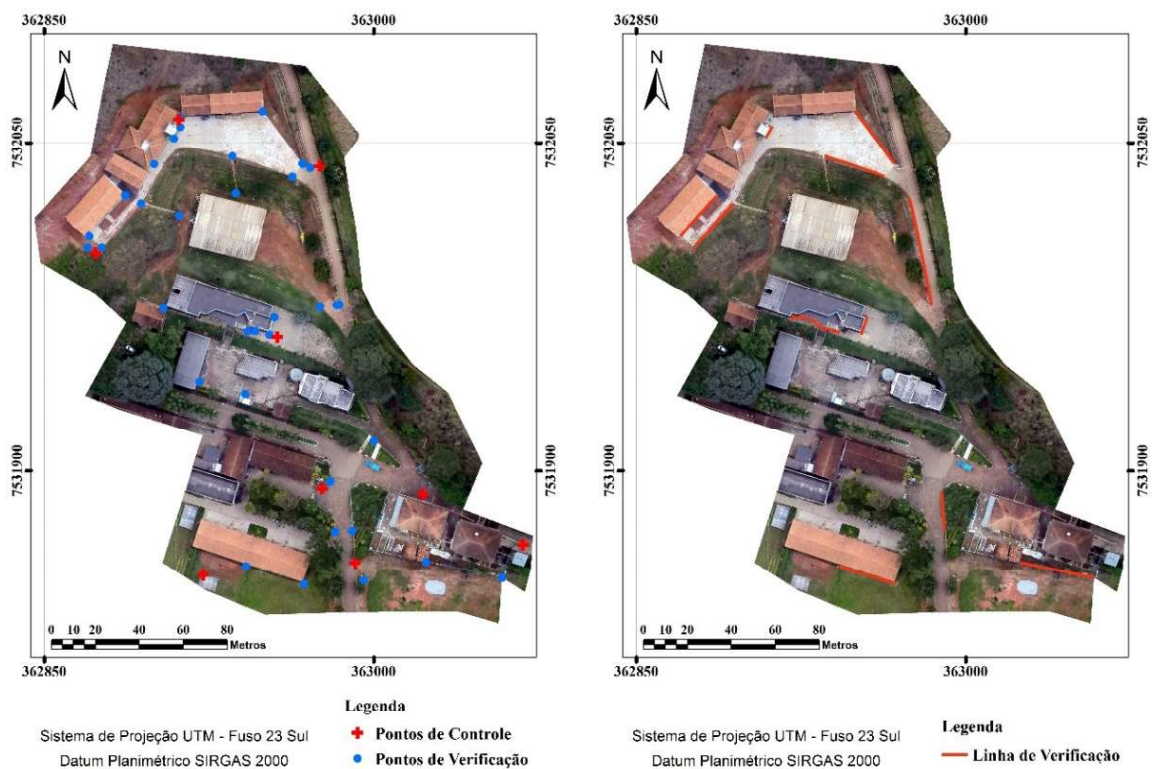 362850
363000
N
7532050
7532050
7531900
7531900
0 10 20 40 60 80
Metros
362850
363000
Legenda
Sistema de Projeção UTM - Fuso 23 Sul
Datum Planimétrico SIRGAS 2000
Pontos de Controle
Pontos de Verificação
362850
363000
N
7532050
7532050
7531900
7531900
0 10 20 40 60 80
Metros
362850
363000
Legenda
Sistema de Projeção UTM - Fuso 23 Sul
Datum Planimétrico SIRGAS 2000
Linha de Verificação